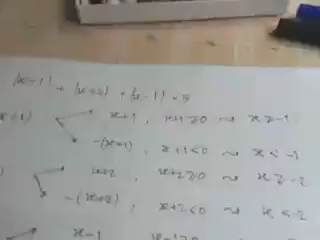 |x+1| + |x+2| + |x-1| = 5
x+1, x+1≥0 ⇝ x≥-1
-(x+1), x+1<0 ⇝ x<-1
x+2, x+2≥0 ⇝ x≥-2
-(x+2), x+2<0 ⇝ x<-2
x-1